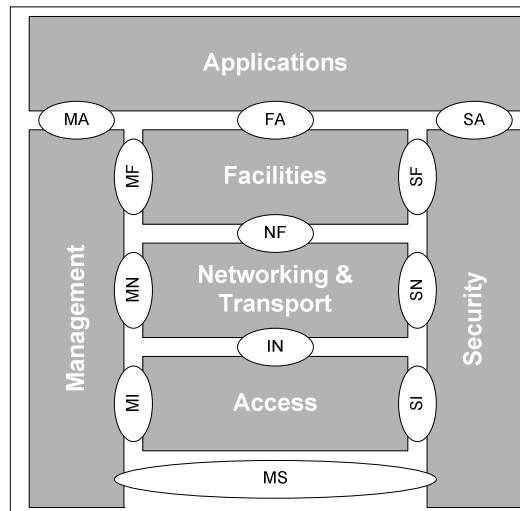 Applications
MA
FA
SA
MF
Facilities
SF
NF
Management
MN
Networking &
Transport
SN
Security
IN
MI
Access
SI
MS